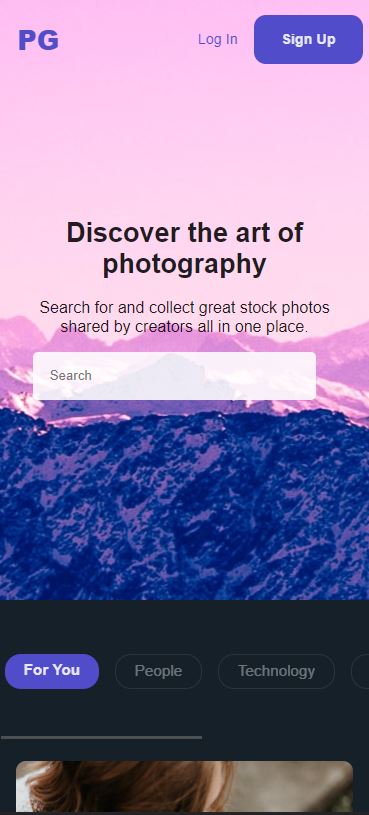 PG
Log In
Sign Up
Discover the art of
photography
Search for and collect great stock photos
shared by creators all in one place.
Search
For You
People
Technology